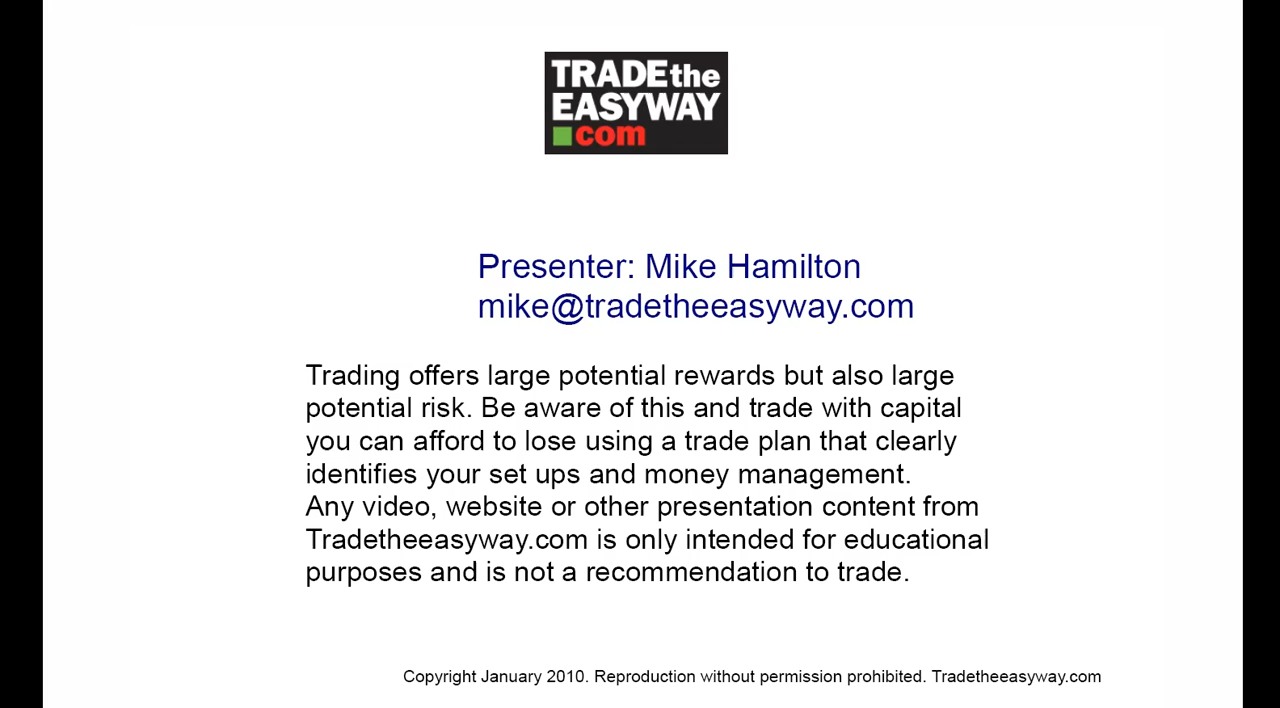 TRADEthe
EASYWAY
.com
Presenter: Mike Hamilton
mike@tradetheeasyway.com
Trading offers large potential rewards but also large
potential risk. Be aware of this and trade with capital
you can afford to lose using a trade plan that clearly
identifies your set ups and money management.
Any video, website or other presentation content from
Tradetheeasyway.com is only intended for educational
purposes and is not a recommendation to trade.
Copyright January 2010. Reproduction without permission prohibited. Tradetheeasyway.com